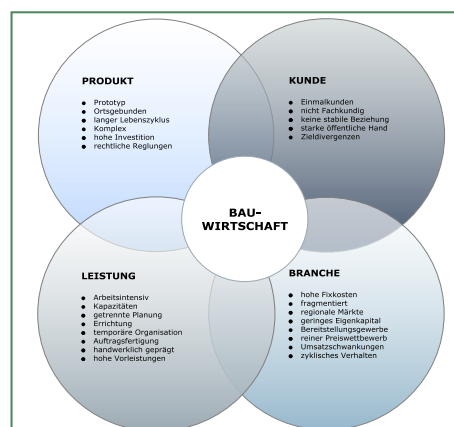 PRODUKT
● Prototyp
● Ortsgebunden
● langer Lebenszyklus
● Komplex
● hohe Investition
● rechtliche Reglungen
KUNDE
● Einmalkunden
● nicht Fachkundig
● keine stabile Beziehung
● starke öffentliche Hand
● Zieldivergenzen
BAU-
WIRTSCHAFT
LEISTUNG
● Arbeitsintensiv
● Kapazitäten
● getrennte Planung
● Errichtung
● temporäre Organisation
● Auftragsfertigung
● handwerklich geprägt
● hohe Vorleistungen
BRANCHE
● hohe Fixkosten
● fragmentiert
● regionale Märkte
● geringes Eigenkapital
● Bereitstellungsgewerbe
● reiner Preiswettbewerb
● Umsatzschwankungen
● zyklisches Verhalten